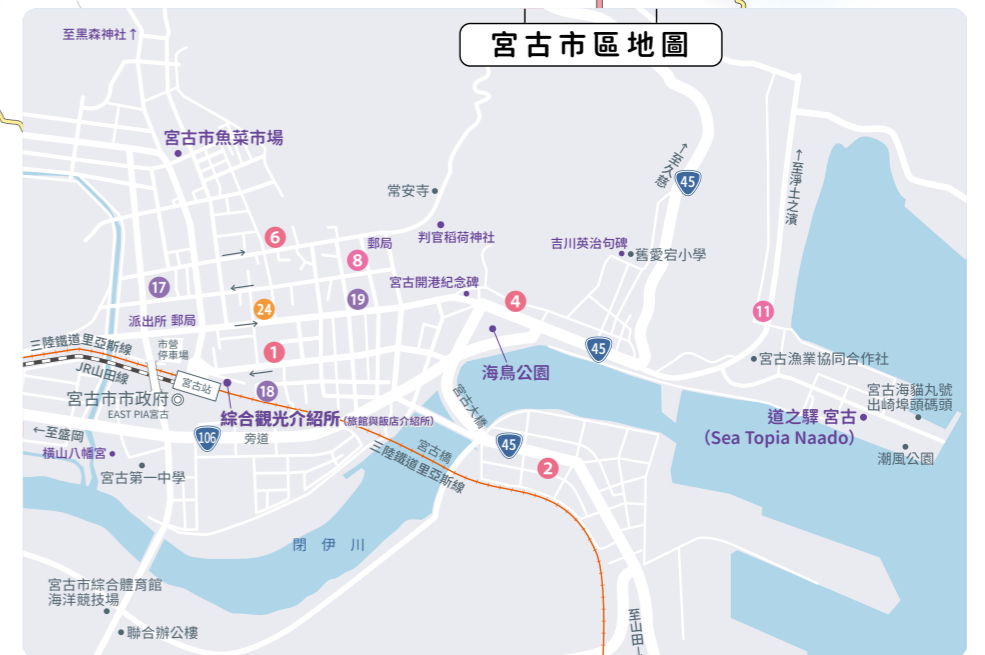 宮古市區地圖
至黑森神社↑
宮古市魚菜市場
常安寺
判官稻荷神社
郵局
吉川英治句碑
舊愛宕小學
宮古開港紀念碑
↑至久慈
45
↑至淨土之濱
6
8
17
24
19
4
11
派出所 郵局
市營
停車場
三陸鐵道里亞斯線
JR山田線
1
45
海鳥公園
宮古漁業協同合作社
宮古站
宮古市市政府◎
EAST PIA宮古
18
綜合觀光介紹所(旅館與飯店介紹所)
旁道
106
←至盛岡
橫山八幡宮
宮古第一中學
宮古大橋
宮古橋
三陸鐵道里亞斯線
45
2
宮古海貓丸號
出崎埠頭碼頭
道之驛 宮古
(Sea Topia Naado)
潮風公園
閉伊川
宮古市綜合體育館
海洋競技場
聯合辦公樓
至山田↓